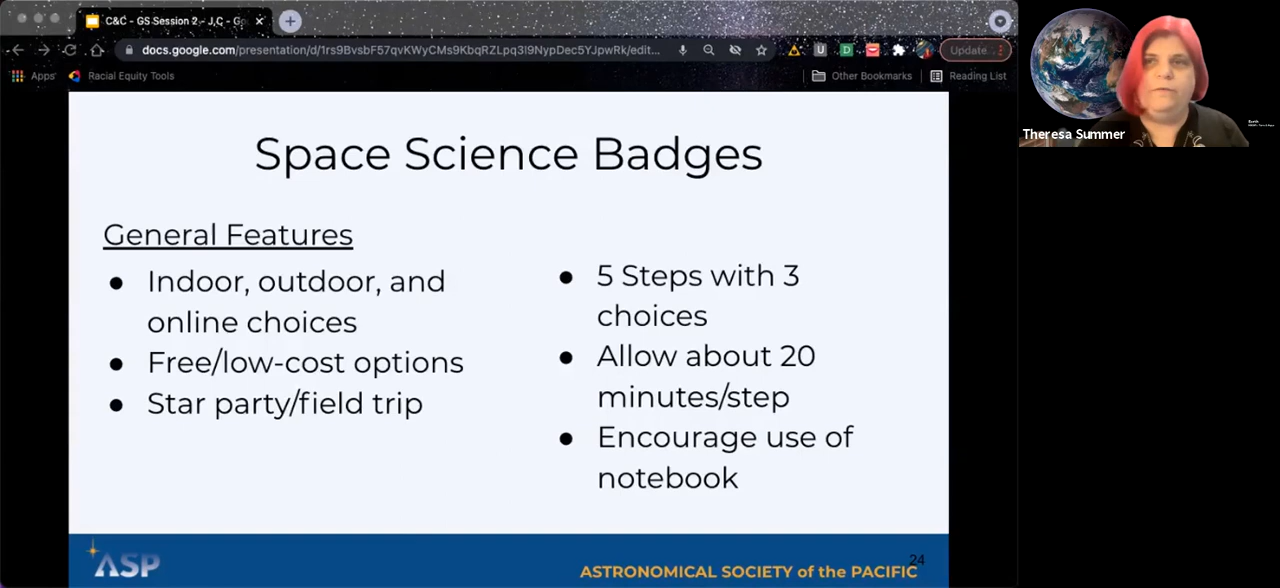 C&C - GS Session 2 - J,C - Go
docs.google.com/presentation/d/1rs9BvsbF57qvKWyCMs9KbqRZLpq3l9NypDec5YJpwRk/edit...
Update
Apps
Racial Equity Tools
Other Bookmarks
Reading List
Space Science Badges
General Features
● Indoor, outdoor, and
online choices
● Free/low-cost options
● Star party/field trip
● 5 Steps with 3
choices
● Allow about 20
minutes/step
● Encourage use of
notebook
ASP
24
ASTRONOMICAL SOCIETY of the PACIFIC
Theresa Summer
Earth